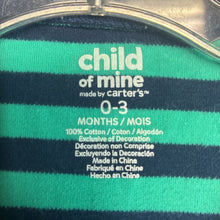 child
of mine
made by carter's™
0-3
MONTHS / MOIS
100% Cotton / Coton / Algodón
Exclusive of Decoration
Décoration non Comprise
Excluyendo la Decoración
Made in China
Fabriqué en Chine
Hecho en China